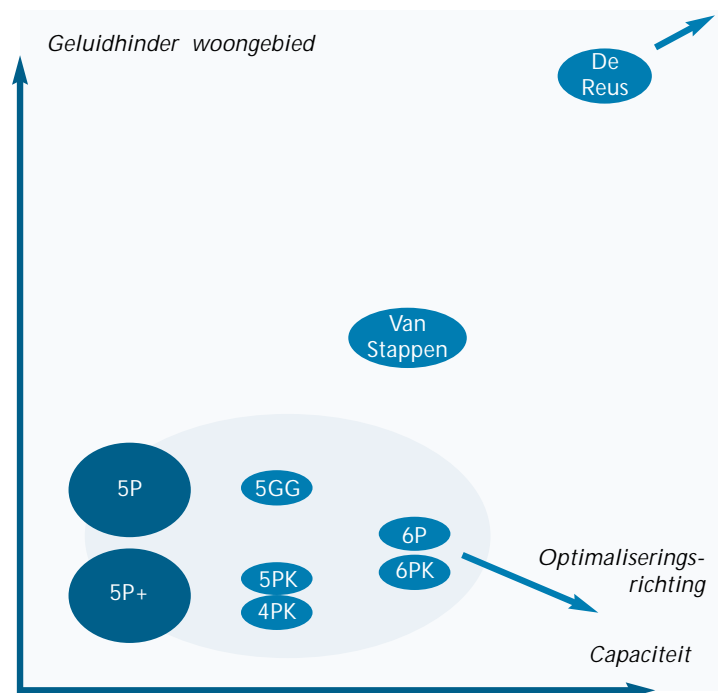 Geluidhinder woongebied
De
Reus
Van
Stappen
5P
5GG
6P
6PK
5PK
4PK
5P+
Optimaliserings-
richting
Capaciteit